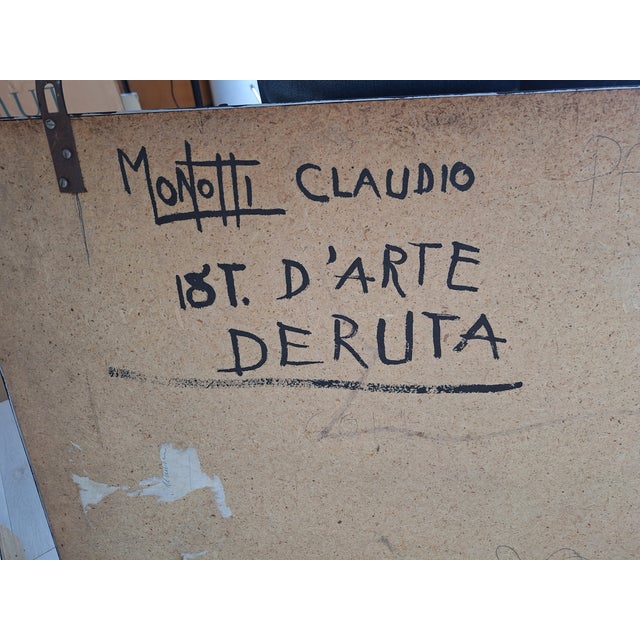 MONOTTI CLAUDIO
IST. D'ARTE
DERUTA